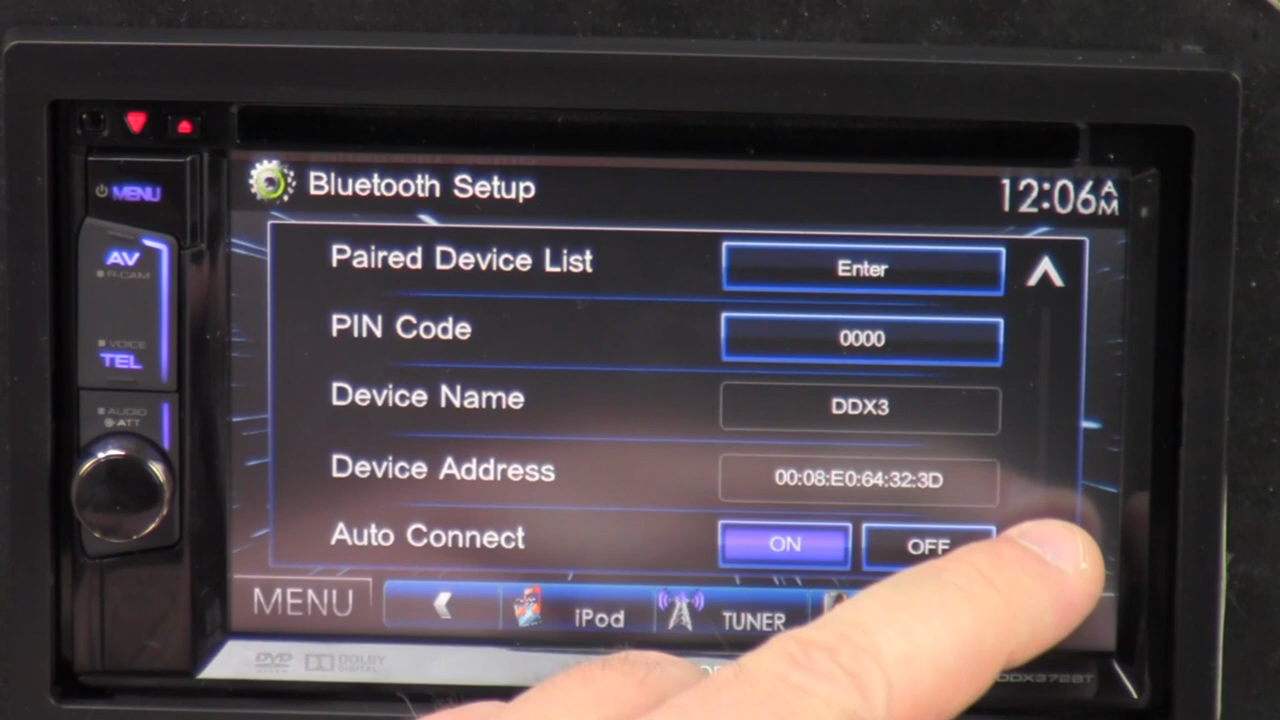 Bluetooth Setup
12:06AM
MENU
Paired Device List Enter
AV
R-CAM
PIN Code 0000
VOICE
TEL
Device Name DDX3
AUDIO
ATT
Device Address 00:08:E0:64:32:3D
Auto Connect ON OFF
MENU iPod TUNER
DVD
DOLBY
DIGITAL
DDX372BT